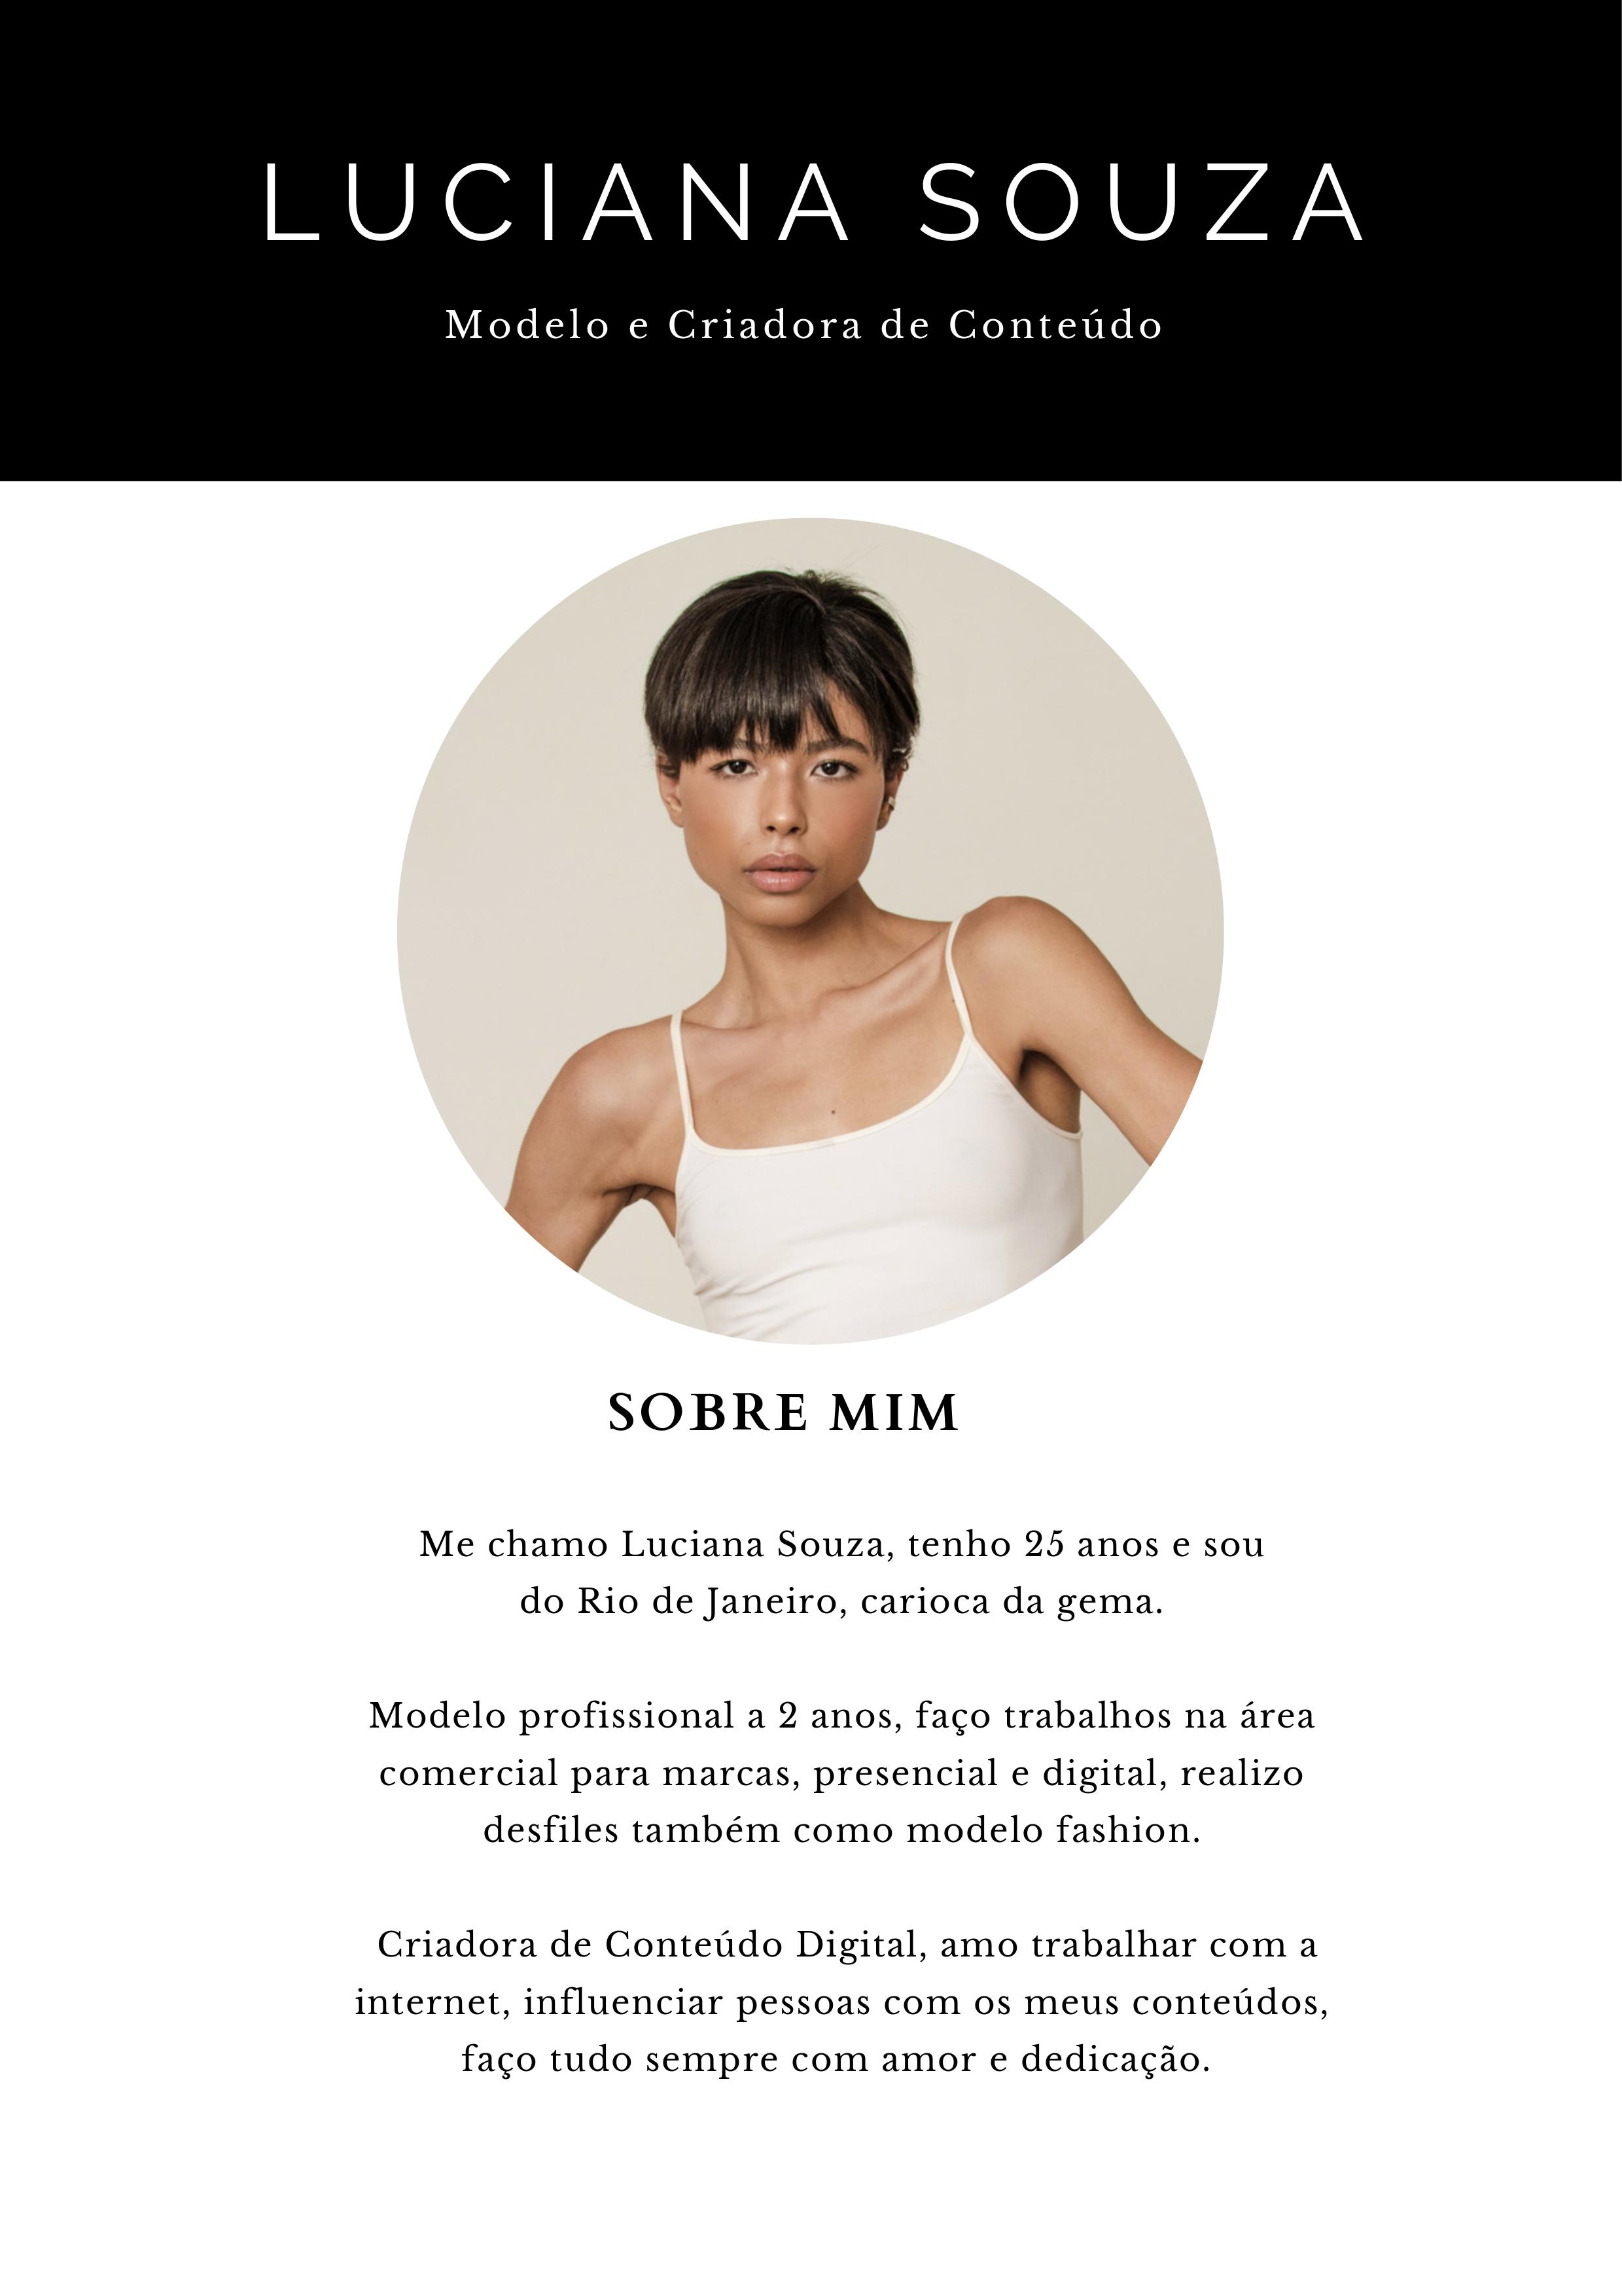 LUCIANA SOUZA
Modelo e Criadora de Conteúdo
SOBRE MIM
Me chamo Luciana Souza, tenho 25 anos e sou
do Rio de Janeiro, carioca da gema.
Modelo profissional a 2 anos, faço trabalhos na área
comercial para marcas, presencial e digital, realizo
desfiles também como modelo fashion.
Criadora de Conteúdo Digital, amo trabalhar com a
internet, influenciar pessoas com os meus conteúdos,
faço tudo sempre com amor e dedicação.